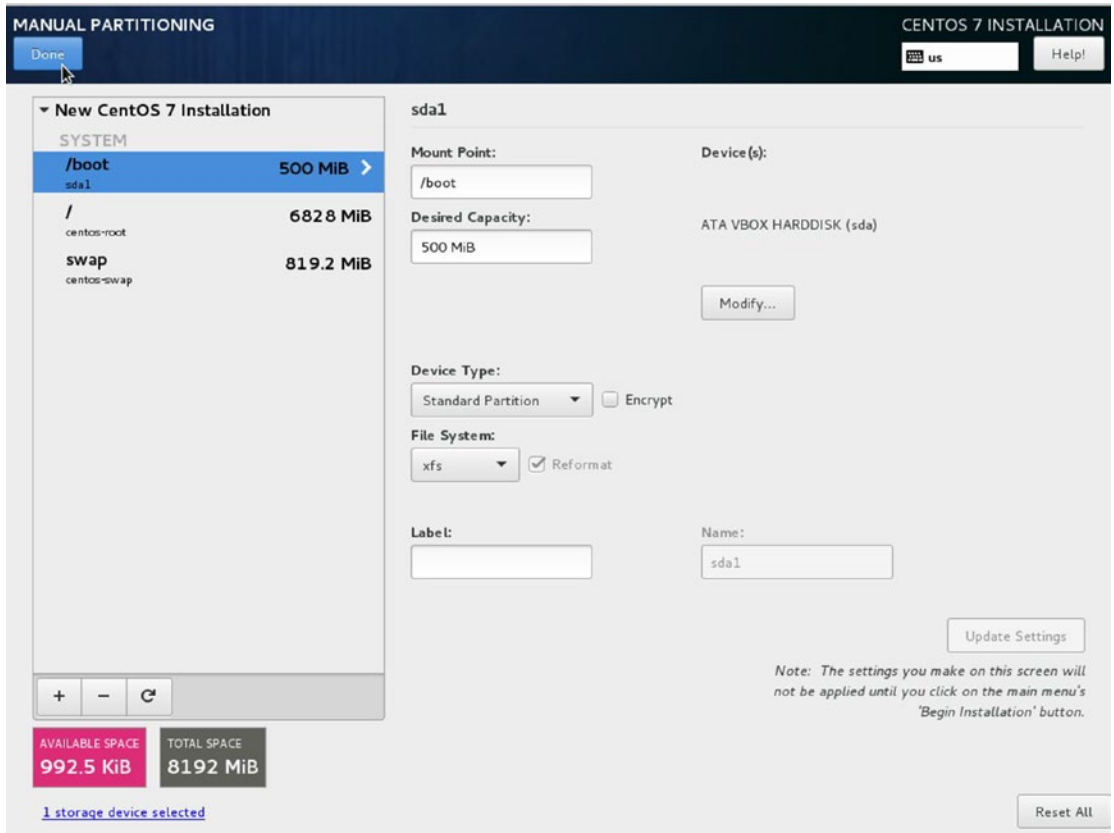 MANUAL PARTITIONING
CENTOS 7 INSTALLATION
Done
us
Help!
New CentOS 7 Installation
SYSTEM
/boot
500 MiB
sda1
/
6828 MiB
centos-root
swap
819.2 MiB
centos-swap
sda1
Mount Point:
Device(s):
/boot
Desired Capacity:
ATA VBOX HARDDISK (sda)
500 MiB
Modify...
Device Type:
Standard Partition
Encrypt
File System:
xfs
Reformat
Label:
Name:
sda1
Update Settings
Note: The settings you make on this screen will
not be applied until you click on the main menu's
'Begin Installation' button.
+ –
AVAILABLE SPACE
992.5 KiB
TOTAL SPACE
8192 MiB
1 storage device selected
Reset All